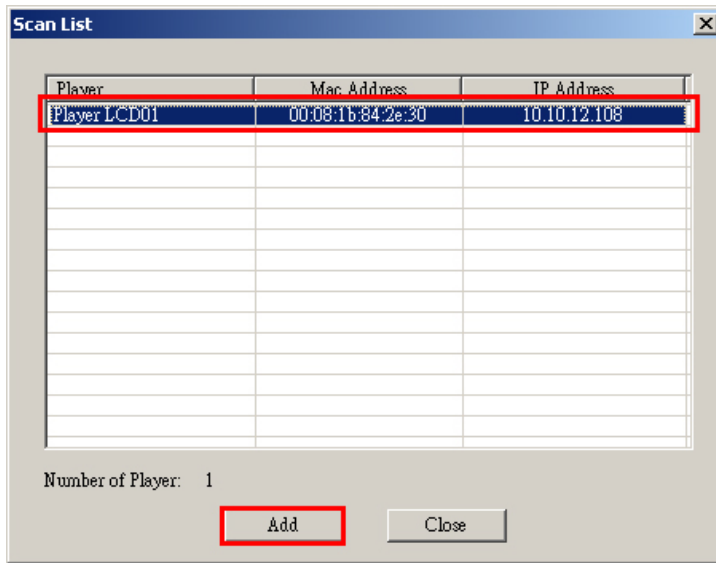 Scan List
Player Mac Address IP Address
Player LCD01 00:08:1b:84:2e:30 10.10.12.108
Number of Player: 1
Add Close